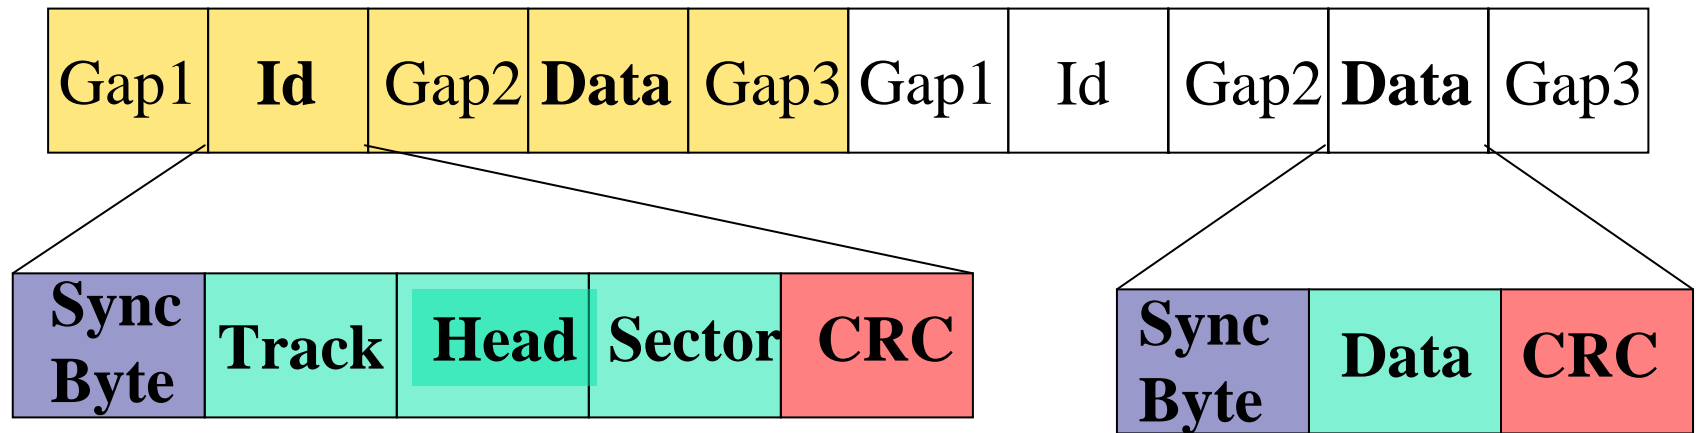 Gap1 Id Gap2 Data Gap3 Gap1 Id Gap2 Data Gap3
Sync
Byte
Track
Head
Sector
CRC
Sync
Byte
Data
CRC